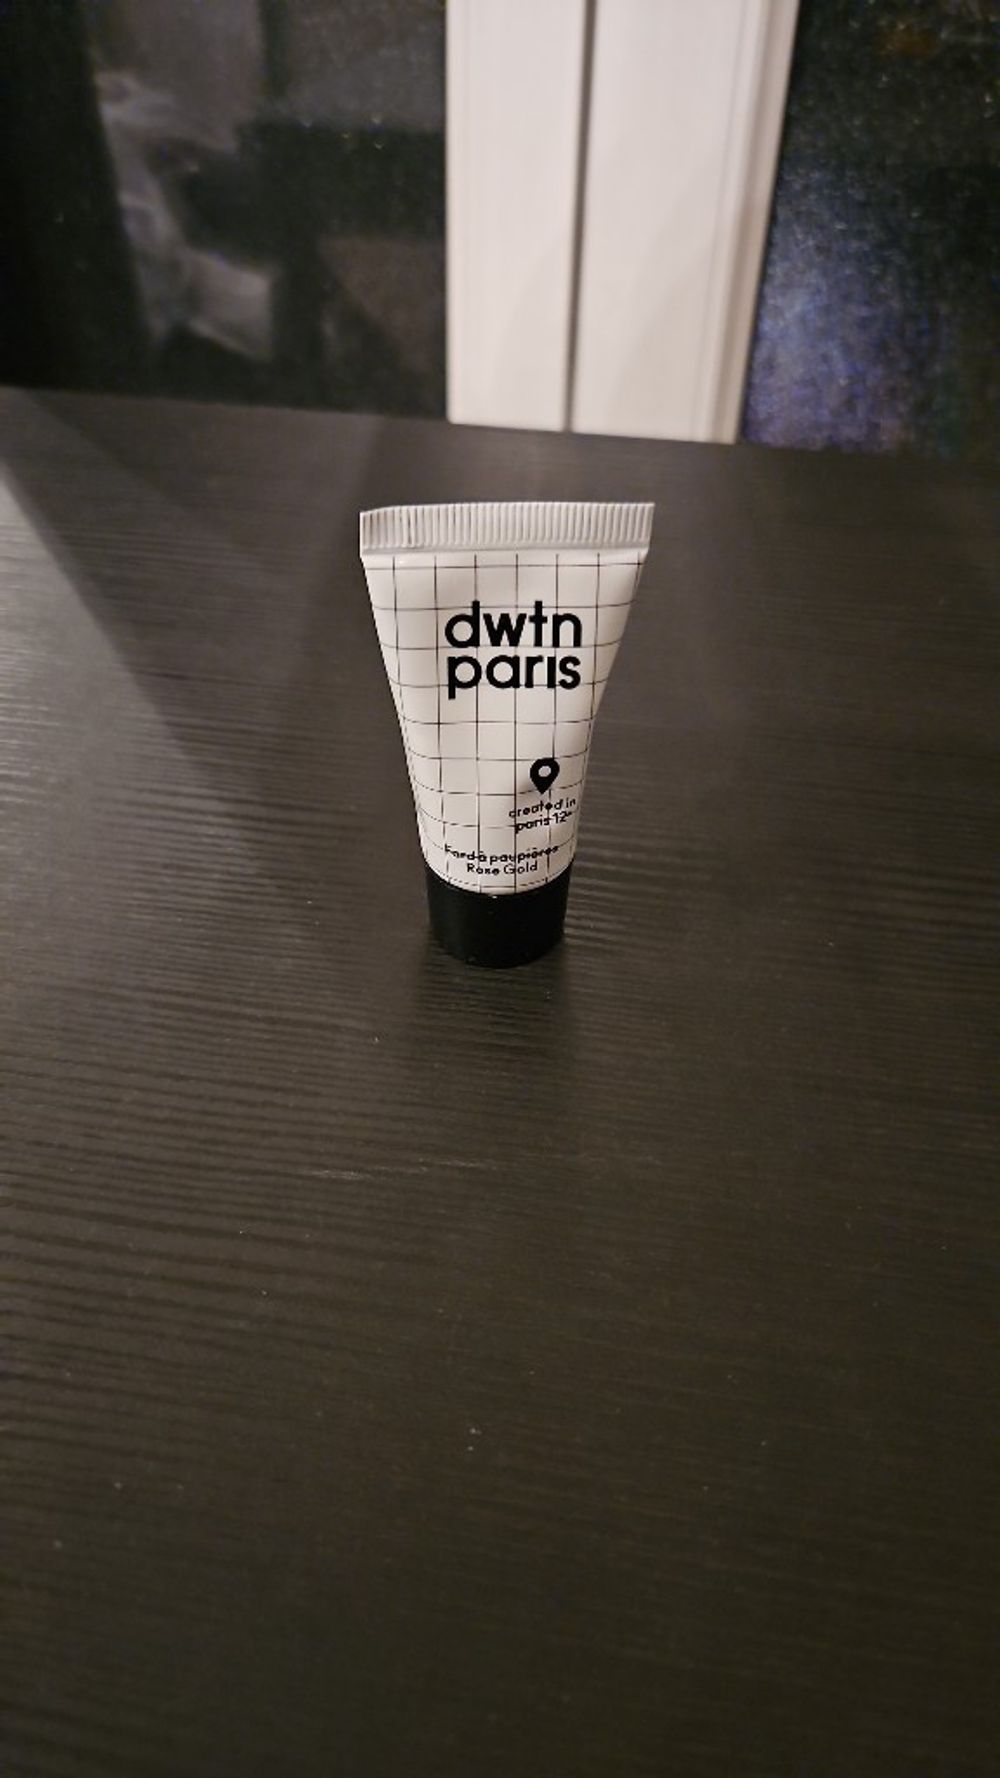 dwtn
paris
created in
paris 12e
Fard à paupières
Rose Gold